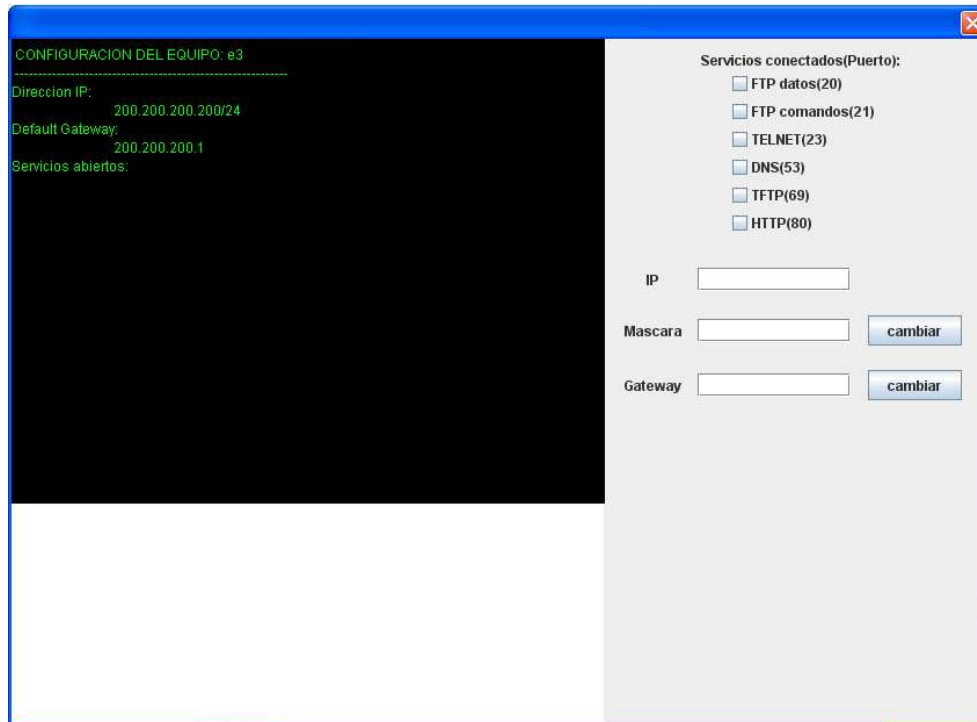 CONFIGURACION DEL EQUIPO: e3
------------------------------------------------------------
Direccion IP:
200.200.200.200/24
Default Gateway:
200.200.200.1
Servicios abiertos:
Servicios conectados(Puerto):
FTP datos(20)
FTP comandos(21)
TELNET(23)
DNS(53)
TFTP(69)
HTTP(80)
IP
Mascara
cambiar
Gateway
cambiar